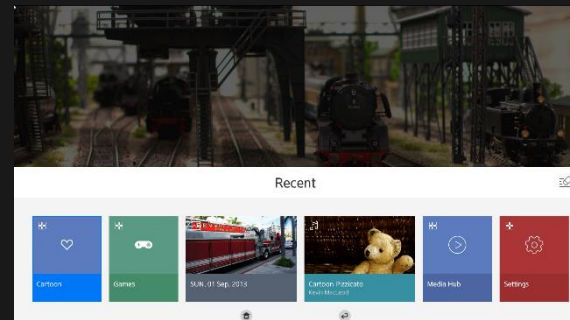 Recent
Cartoon
Games
SUN, 01 Sep, 2013
Cartoon Pizzicato
Kevin MacLeod
Media Hub
Settings